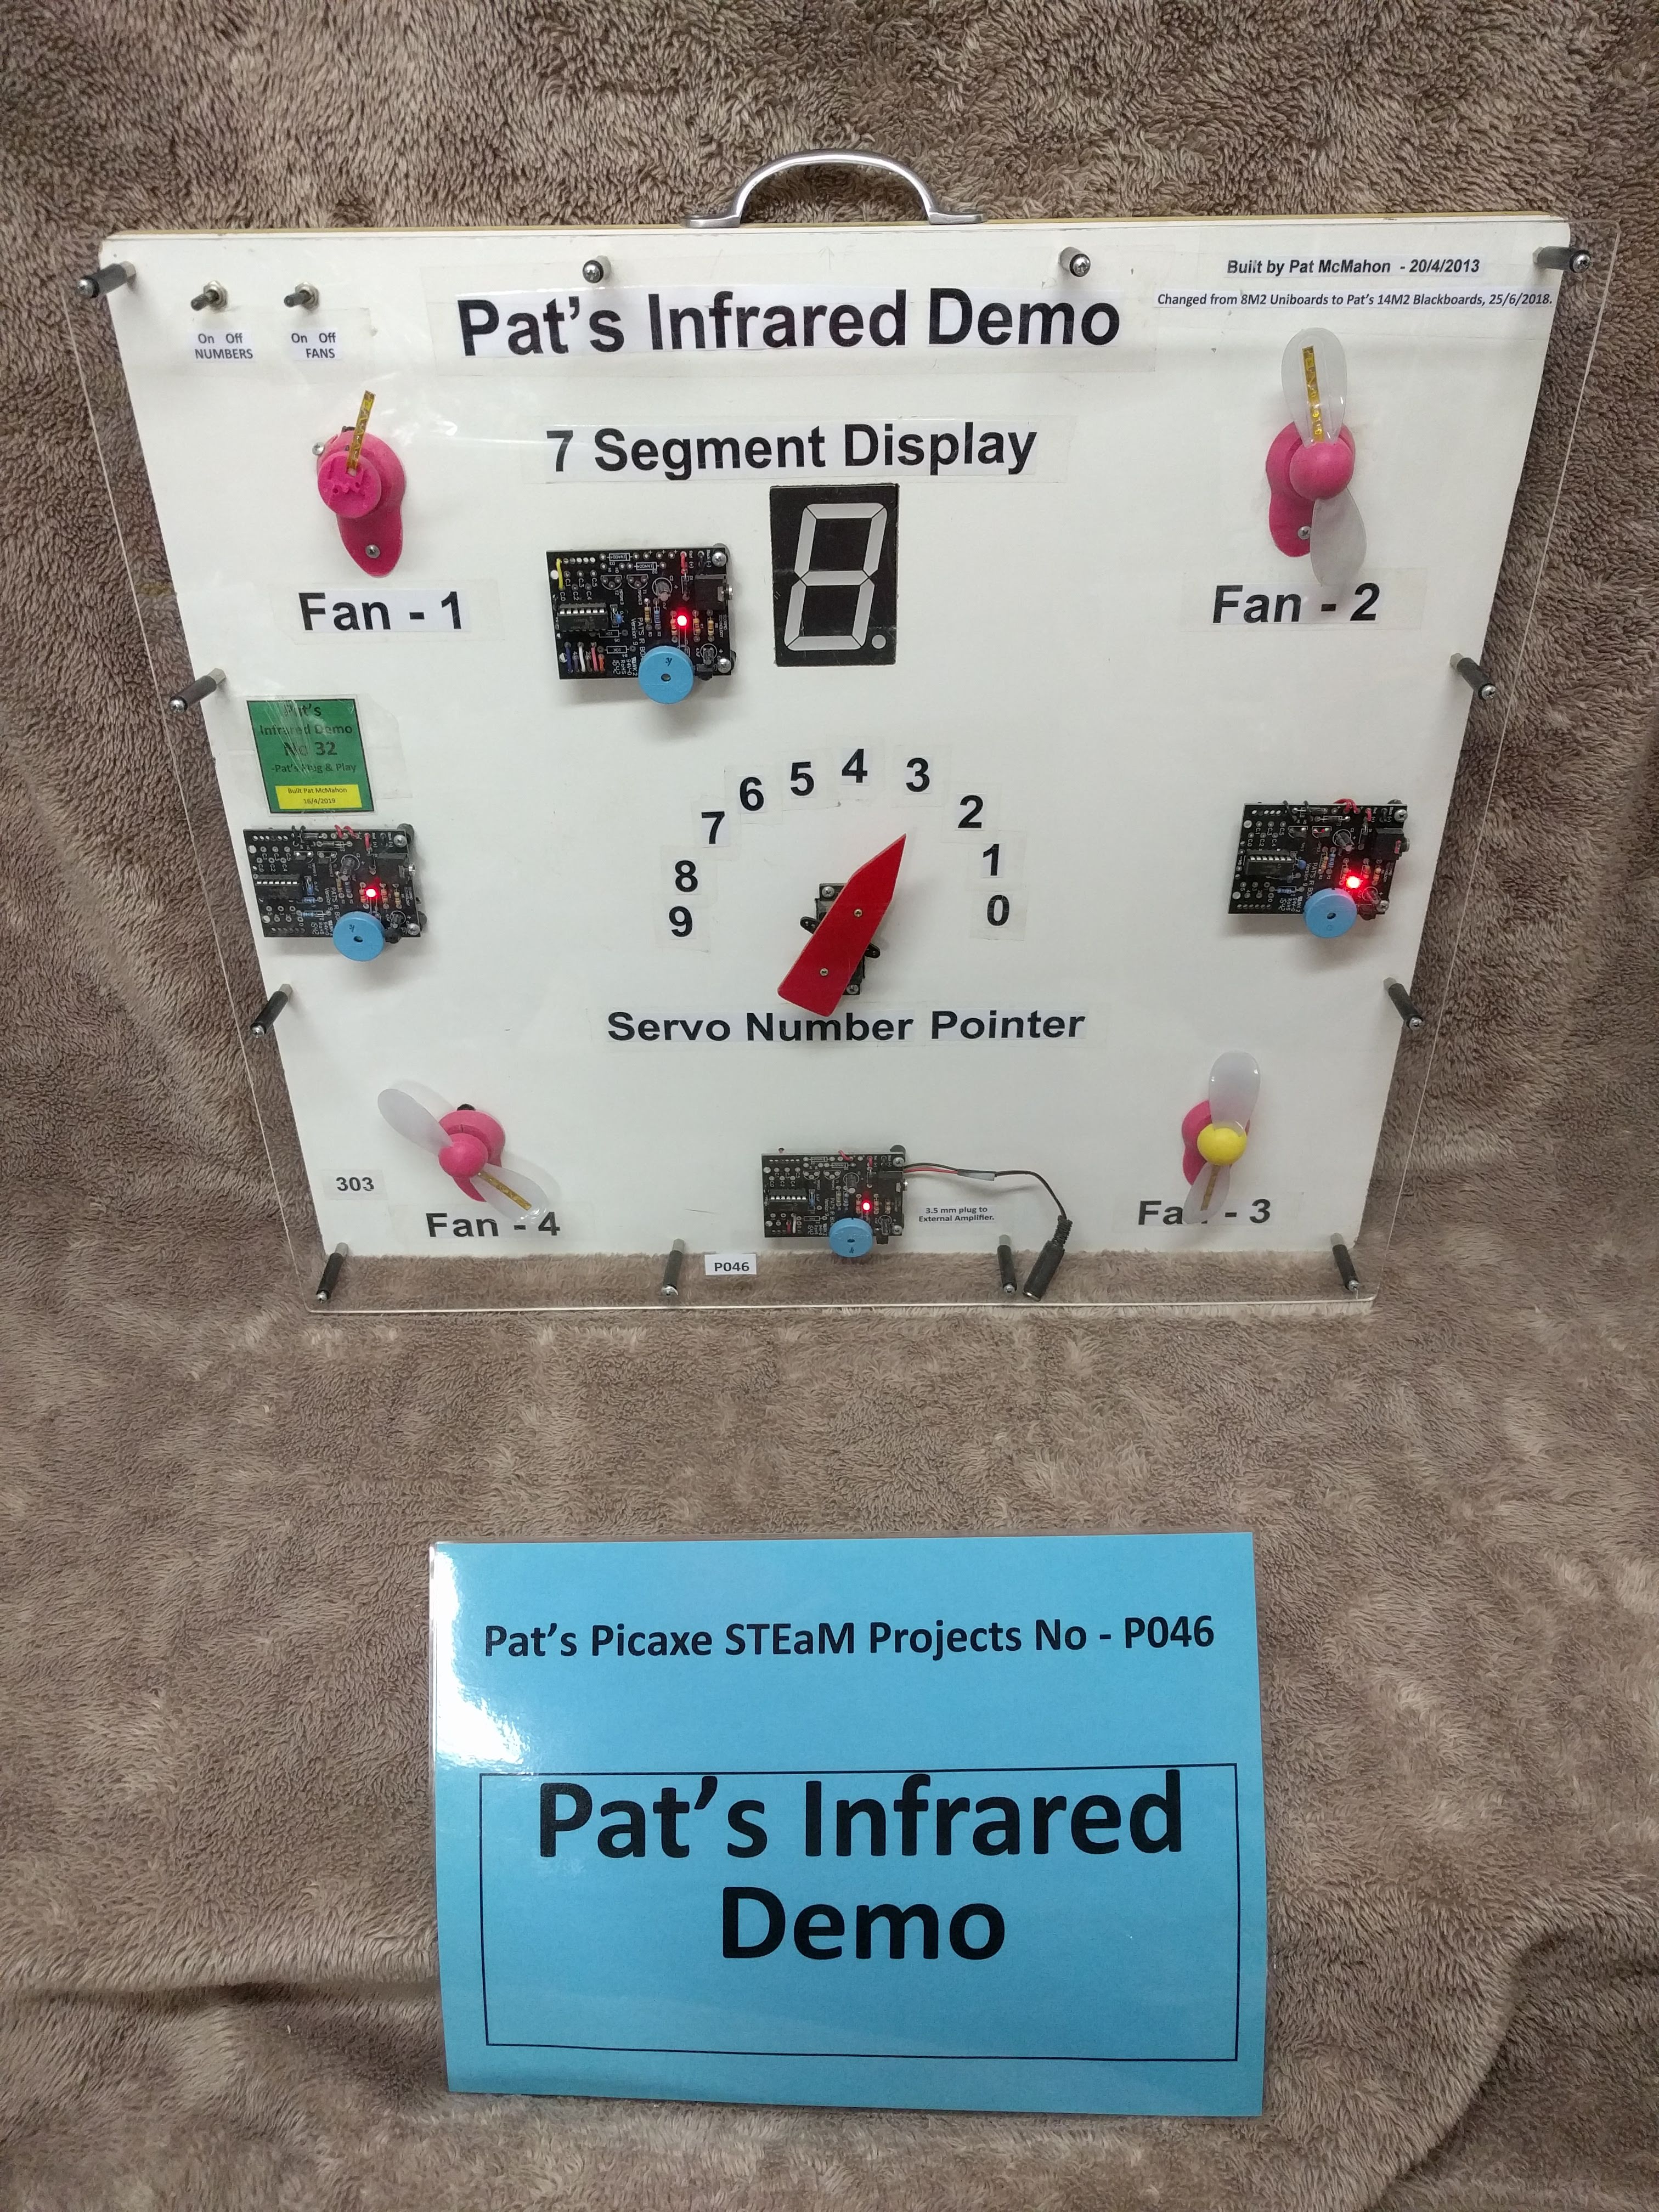 Built by Pat McMahon - 20/4/2013
Changed from 8M2 Uniboards to Pat's 14M2 Blackboards, 25/6/2018.
On Off
NUMBERS
On Off
FANS
Pat's Infrared Demo
7 Segment Display
Fan - 1
Fan - 2
Pat's
Infrared Demo
No 32
-Pat's Plug & Play
Built Pat McMahon
18/4/2019
4
5
3
6
2
7
1
8
0
9
Servo Number Pointer
303
Fan - 4
3.5 mm plug to
External Amplifier.
Fan - 3
P046
Pat's Picaxe STEaM Projects No - P046
Pat's Infrared
Demo